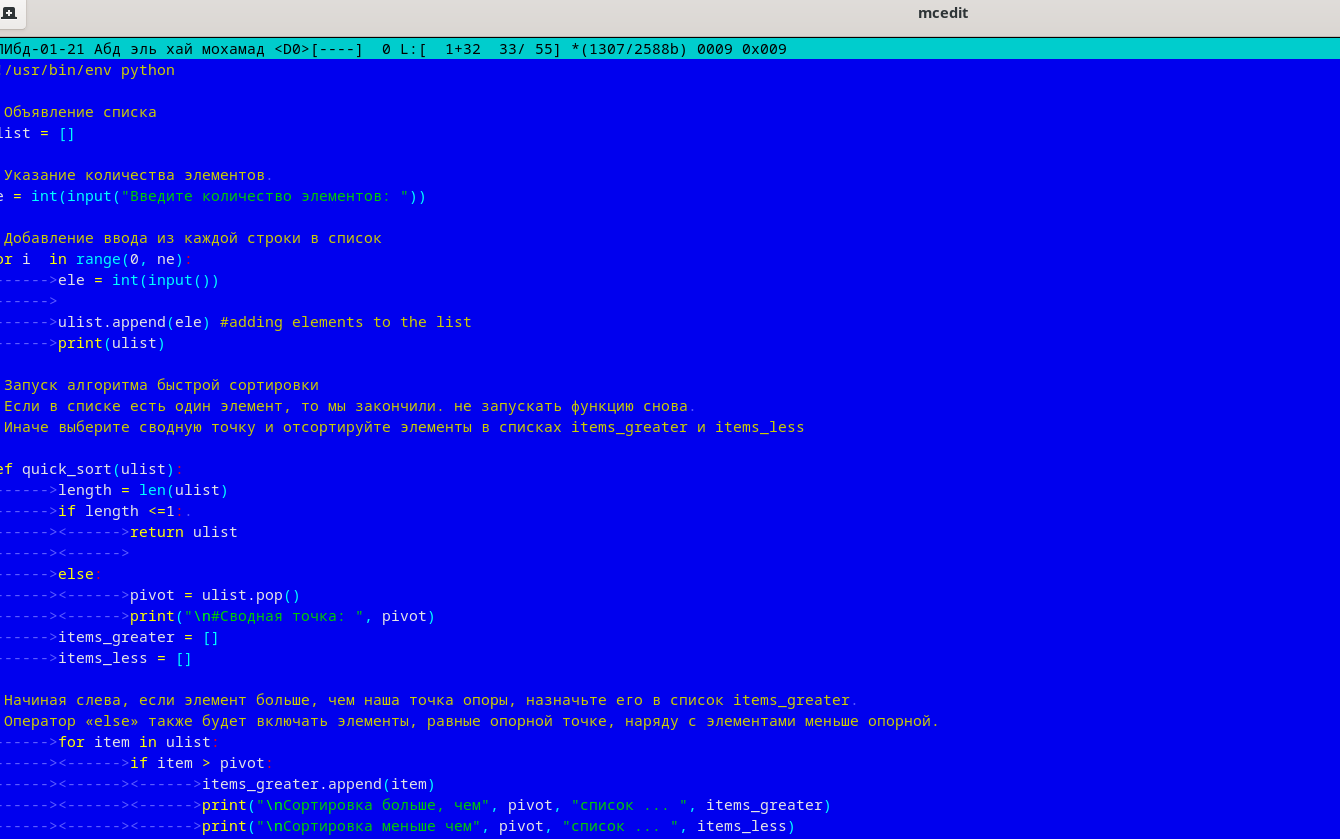 mcedit
ПИбд-01-21 Абд эль хай мохамад <D0>[----]  0 L:[  1+32  33/ 55] *(1307/2588b) 0009 0x009
/usr/bin/env python
Объявление списка
list = []
Указание количества элементов.
e = int(input("Введите количество элементов: "))
Добавление ввода из каждой строки в список
or i  in range(0, ne):
------>ele = int(input())
------>
------>ulist.append(ele) #adding elements to the list
------>print(ulist)
Запуск алгоритма быстрой сортировки
Если в списке есть один элемент, то мы закончили. не запускать функцию снова.
Иначе выберите сводную точку и отсортируйте элементы в списках items_greater и items_less
ef quick_sort(ulist):
------>length = len(ulist)
------>if length <=1:.
------><------>return ulist
------><------>
------>else:
------><------>pivot = ulist.pop()
------><------>print("\n#Сводная точка: ", pivot)
------>items_greater = []
------>items_less = []
Начиная слева, если элемент больше, чем наша точка опоры, назначьте его в список items_greater.
Оператор «else» также будет включать элементы, равные опорной точке, наряду с элементами меньше опорной.
------>for item in ulist:
------><------>if item > pivot:
------><------><------>items_greater.append(item)
------><------><------>print("\nСортировка больше, чем", pivot, "список ... ", items_greater)
------><------><------>print("\nСортировка меньше чем", pivot, "список ... ", items_less)